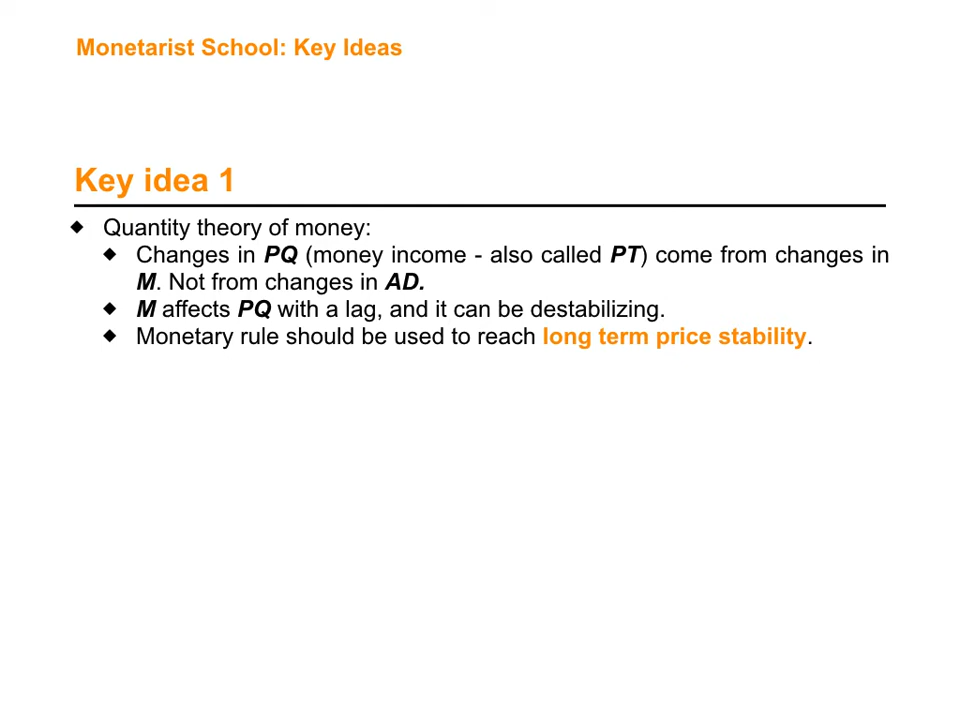 Monetarist School: Key Ideas
Key idea 1
Quantity theory of money:
Changes in PQ (money income - also called PT) come from changes in
M. Not from changes in AD.
M affects PQ with a lag, and it can be destabilizing.
Monetary rule should be used to reach long term price stability.